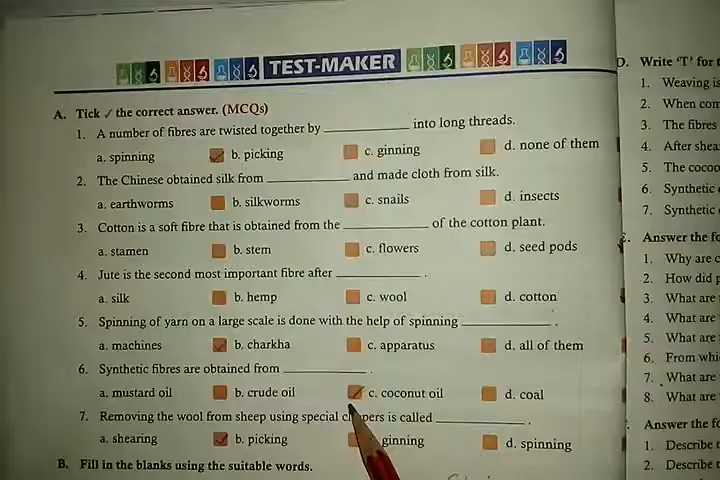 TEST-MAKER
A. Tick ✓ the correct answer. (MCQs)
1. A number of fibres are twisted together by ____________ into long threads.
a. spinning b. picking c. ginning d. none of them
2. The Chinese obtained silk from ____________ and made cloth from silk.
a. earthworms b. silkworms c. snails d. insects
3. Cotton is a soft fibre that is obtained from the ____________ of the cotton plant.
a. stamen b. stem c. flowers d. seed pods
4. Jute is the second most important fibre after ____________ .
a. silk b. hemp c. wool d. cotton
5. Spinning of yarn on a large scale is done with the help of spinning ____________ .
a. machines b. charkha c. apparatus d. all of them
6. Synthetic fibres are obtained from ____________ .
a. mustard oil b. crude oil c. coconut oil d. coal
7. Removing the wool from sheep using special clippers is called ____________ .
a. shearing b. picking ginning d. spinning
B. Fill in the blanks using the suitable words.
D. Write ‘T’ for
1. Weaving is
2. When
3. The fibres
4. After
5. The
6. Synthetic
7. Synthetic
Answer the
1. Why are
2. How did
3. What are
4. What are
5. What are
6. From
7. What are
8. What are
Answer the
1. Describe
2. Describe